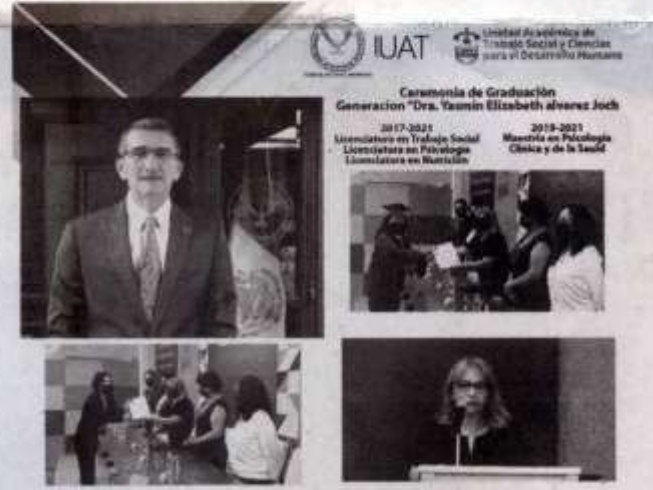 UAT
Unidad Académica de
Trabajo Social y Ciencias
para el Desarrollo Humano
Ceremonia de Graduación
Generacion "Dra. Yasmin Elizabeth alvarez Joch
2017-2021
Licenciatura en Trabajo Social
Licenciatura en Psicología
Licenciatura en Nutrición
2019-2021
Maestria en Psicología
Clínica y de la Salud